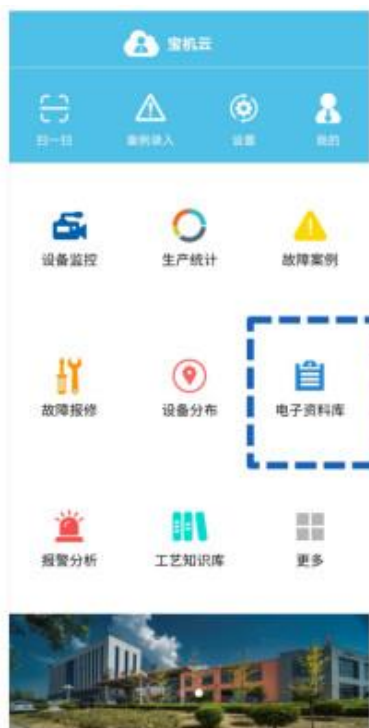 宝机云
扫一扫 案例录入 设置 我的
设备监控 生产统计 故障案例
故障报修 设备分布 电子资料库
报警分析 工艺知识库 更多